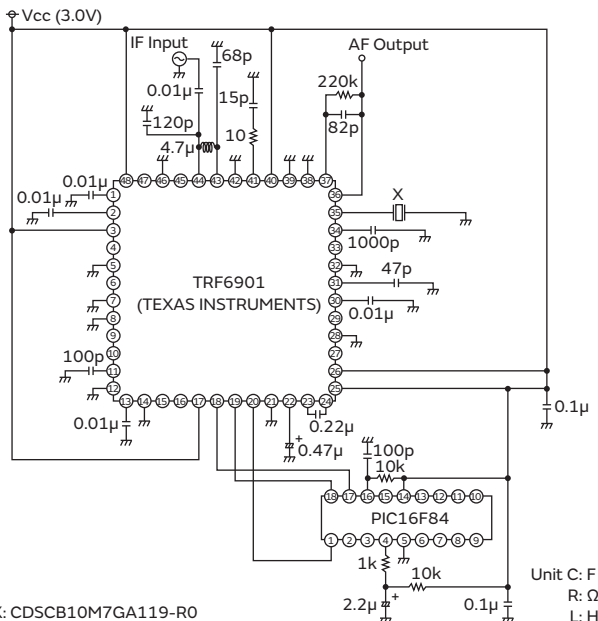 Vcc (3.0V)
IF Input
68p
AF Output
0.01μ
15p
220k
120p
10
82p
4.7μ
48 47 46 45 44 43 42 41 40 39 38 37
0.01μ
1
36
0.01μ
2
35
X
3
34
1000p
4
33
5
32
TRF6901
(TEXAS INSTRUMENTS)
6
31
47p
7
30
0.01μ
8
29
9
28
10
27
100p
11
26
12
25
13 14 15 16 17 18 19 20 21 22 23 24
0.01μ
0.22μ
0.1μ
+
0.47μ
100p
10k
18 17 16 15 14 13 12 11 10
PIC16F84
1 2 3 4 5 6 7 8 9
1k
10k
+
2.2μ
0.1μ
Unit C: F
R: Ω
L: H
X: CDSCB10M7GA119-R0